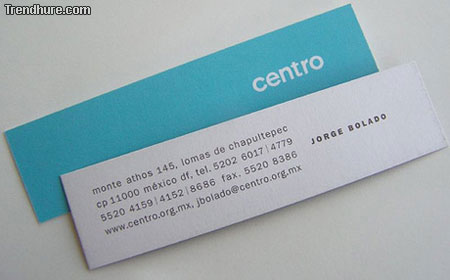 Trendhure.com
centro
monte athos 145, lomas de chapultepec
cp 11000 méxico df, tel. 5202 6017|4779
5520 4159|4152|8686 fax. 5520 8386
www.centro.org.mx, jbolado@centro.org.mx
JORGE BOLADO